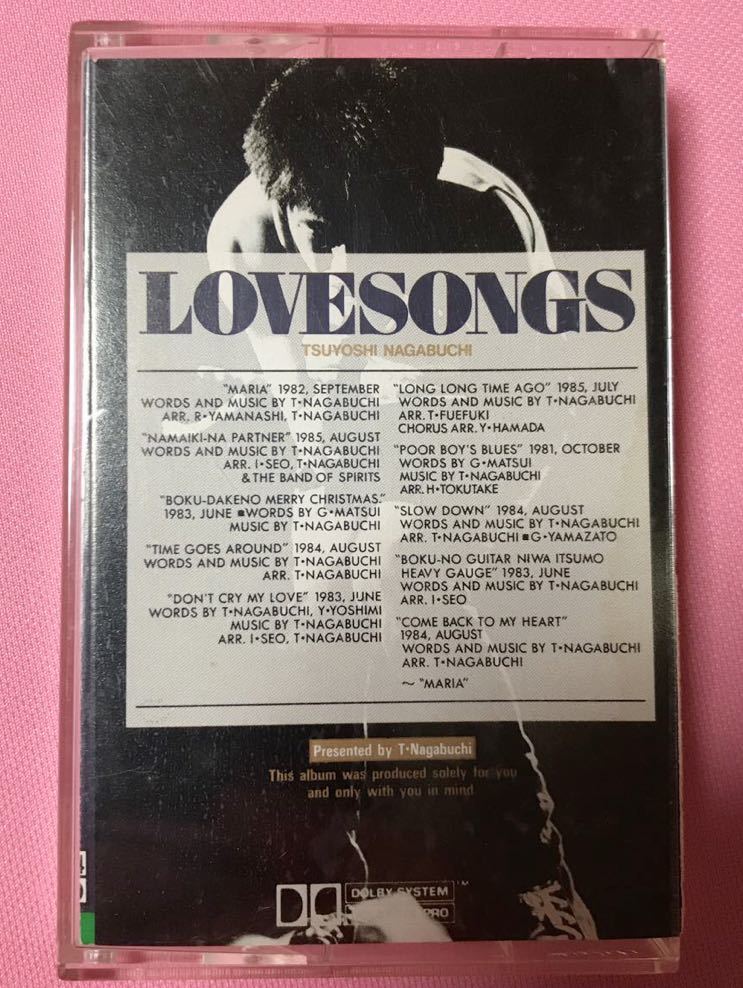 LOVESONGS
TSUYOSHI NAGABUCHI
"MARIA" 1982, SEPTEMBER
WORDS AND MUSIC BY T•NAGABUCHI
ARR. R•YAMANASHI, T•NAGABUCHI
"NAMAIKI-NA PARTNER" 1985, AUGUST
WORDS AND MUSIC BY T•NAGABUCHI
ARR. I•SEO, T•NAGABUCHI
& THE BAND OF SPIRITS
"BOKU-DAKENO MERRY CHRISTMAS."
1983, JUNE ■WORDS BY G•MATSUI
MUSIC BY T•NAGABUCHI
"TIME GOES AROUND" 1984, AUGUST
WORDS AND MUSIC BY T•NAGABUCHI
ARR. T•NAGABUCHI
"DON'T CRY MY LOVE" 1983, JUNE
WORDS BY T•NAGABUCHI, Y•YOSHIMI
MUSIC BY T•NAGABUCHI
ARR. I•SEO, T•NAGABUCHI
"LONG LONG TIME AGO" 1985, JULY
WORDS AND MUSIC BY T•NAGABUCHI
ARR. T•FUEFUKI
CHORUS ARR. Y•HAMADA
"POOR BOY'S BLUES" 1981, OCTOBER
WORDS BY G•MATSUI
MUSIC BY T•NAGABUCHI
ARR. H•TOKUTAKE
"SLOW DOWN" 1984, AUGUST
WORDS AND MUSIC BY T•NAGABUCHI
ARR. T•NAGABUCHI ■G•YAMAZATO
"BOKU-NO GUITAR NIWA ITSUMO
HEAVY GAUGE" 1983, JUNE
WORDS AND MUSIC BY T•NAGABUCHI
ARR. I•SEO
"COME BACK TO MY HEART"
1984, AUGUST
WORDS AND MUSIC BY T•NAGABUCHI
ARR. T•NAGABUCHI
～ "MARIA"
Presented by T•Nagabuchi
This album was produced solely for you
and only with you in mind
DOLBY SYSTEM
PRO